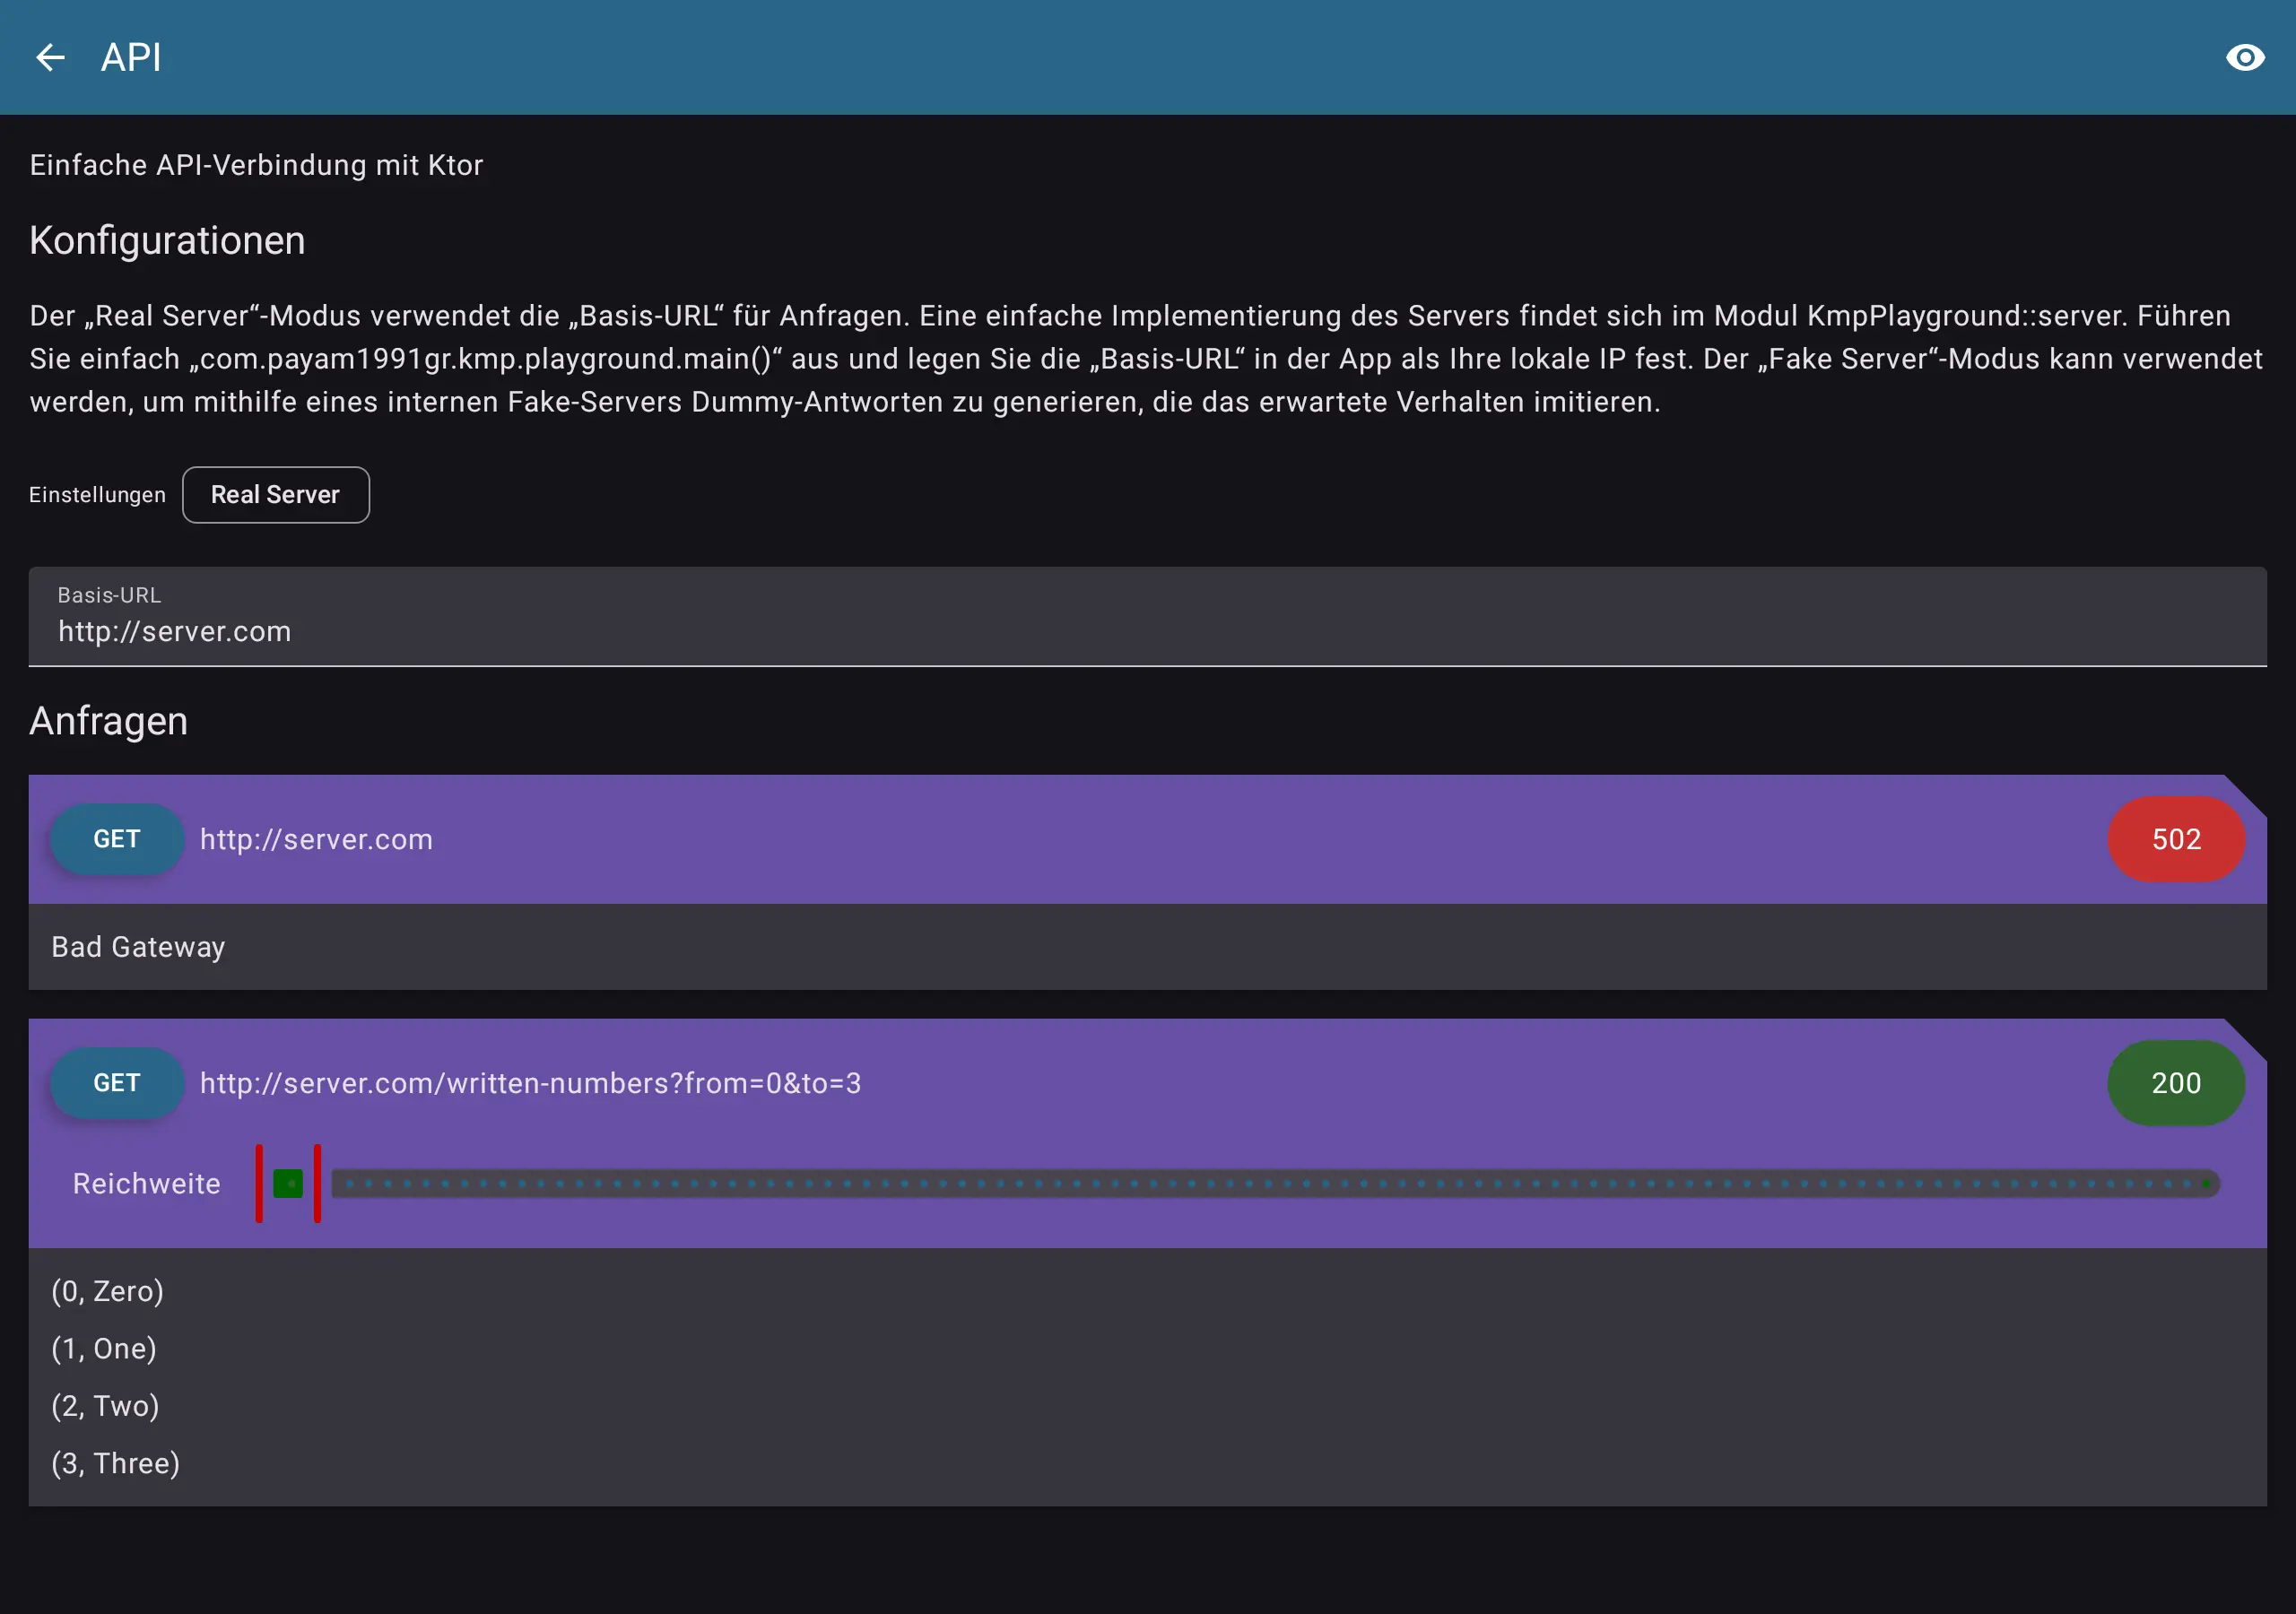 API
Einfache API-Verbindung mit Ktor
Konfigurationen
Der „Real Server“-Modus verwendet die „Basis-URL“ für Anfragen. Eine einfache Implementierung des Servers findet sich im Modul KmpPlayground::server. Führen
Sie einfach „com.payam1991gr.kmp.playground.main()“ aus und legen Sie die „Basis-URL“ in der App als Ihre lokale IP fest. Der „Fake Server“-Modus kann verwendet
werden, um mithilfe eines internen Fake-Servers Dummy-Antworten zu generieren, die das erwartete Verhalten imitieren.
Einstellungen Real Server
Basis-URL
http://server.com
Anfragen
GET http://server.com 502
Bad Gateway
GET http://server.com/written-numbers?from=0&to=3 200
Reichweite
(0, Zero)
(1, One)
(2, Two)
(3, Three)